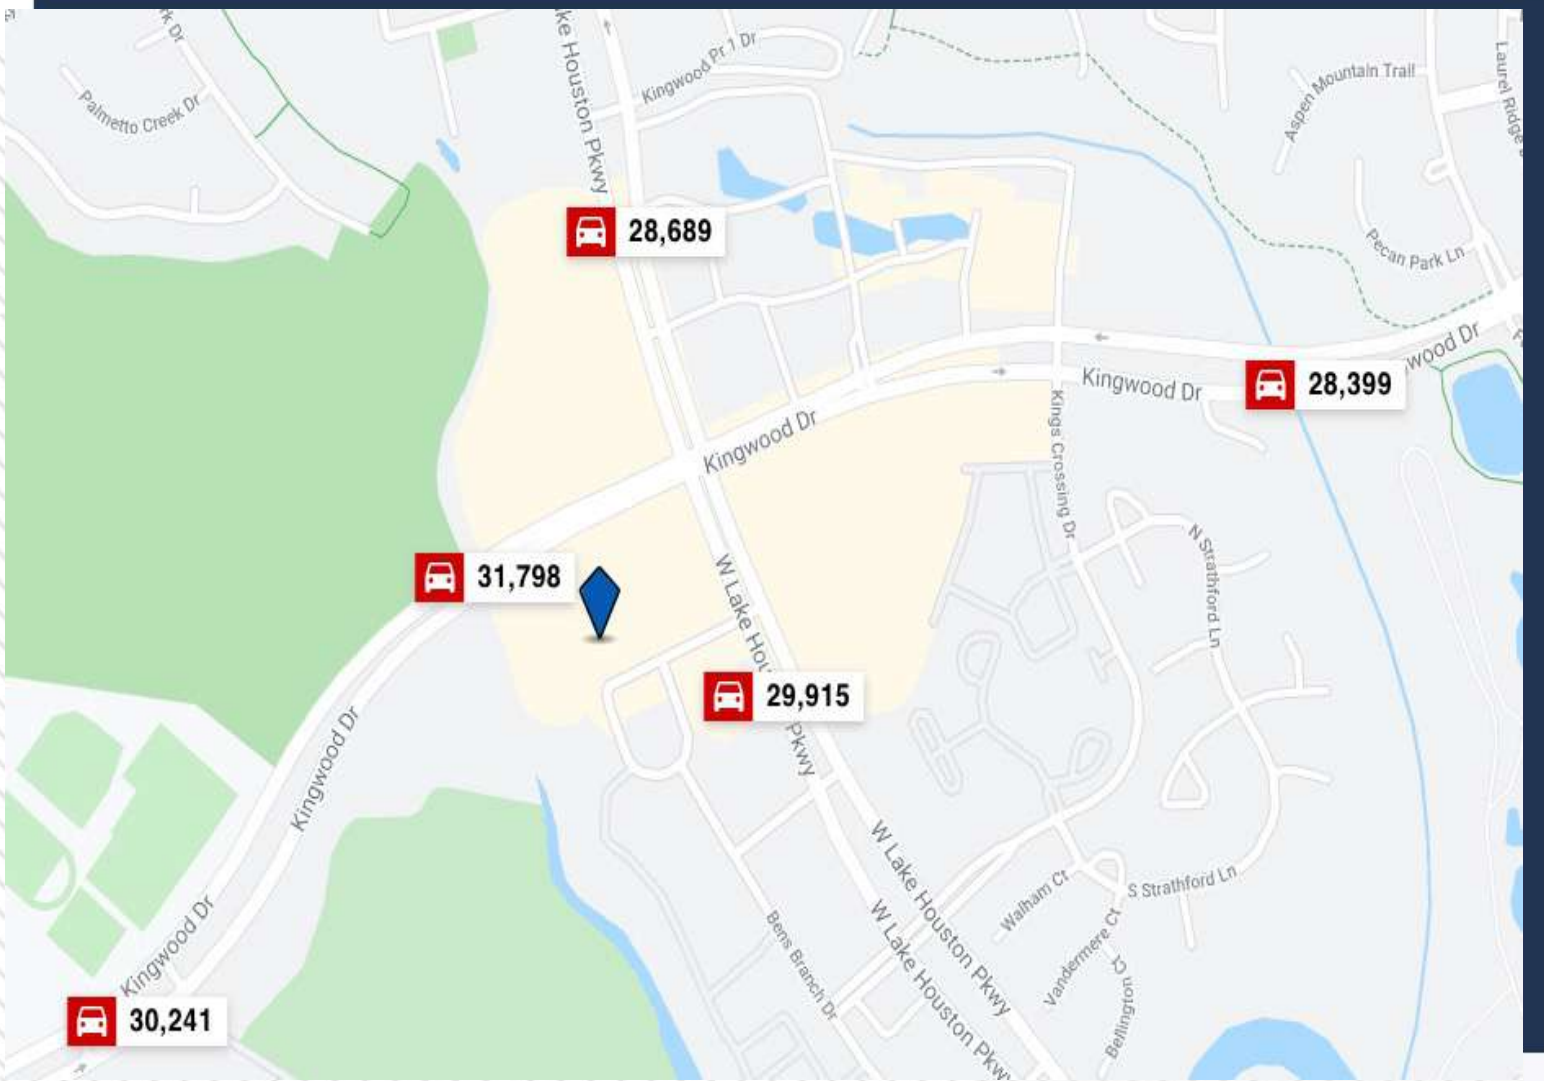 rk Dr
Palmetto Creek Dr
ke Houston Pkwy
Kingwood Pr 1 Dr
Aspen Mountain Trail
Laurel Ridge
Pecan Park Ln
28,689
wood Dr
Kingwood Dr
28,399
Kingwood Dr
Kings Crossing Dr
N Strathford Ln
31,798
W Lake Hou
29,915
Pkwy
Kingwood Dr
W Lake Houston Pkwy
S Strathford Ln
Walham Ct
Vandermere Ct
Bellington Ct
W Lake Houston Pkwy
Bens Branch Dr
Kingwood Dr
30,241